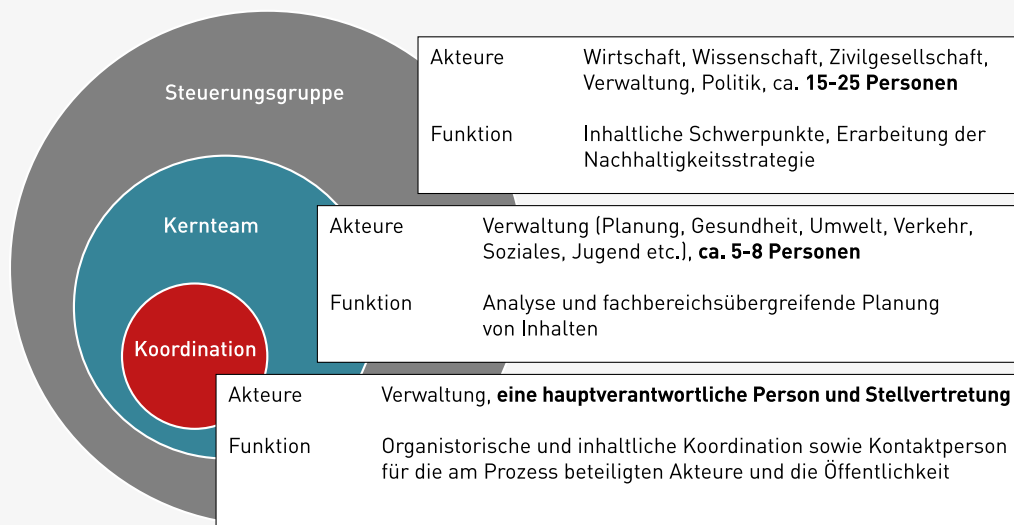 Steuerungsgruppe
Akteure Wirtschaft, Wissenschaft, Zivilgesellschaft,
Verwaltung, Politik, ca. 15-25 Personen
Funktion Inhaltliche Schwerpunkte, Erarbeitung der
Nachhaltigkeitsstrategie
Kernteam
Akteure Verwaltung (Planung, Gesundheit, Umwelt, Verkehr,
Soziales, Jugend etc.), ca. 5-8 Personen
Funktion Analyse und fachbereichsübergreifende Planung
von Inhalten
Koordination
Akteure Verwaltung, eine hauptverantwortliche Person und Stellvertretung
Funktion Organistorische und inhaltliche Koordination sowie Kontaktperson
für die am Prozess beteiligten Akteure und die Öffentlichkeit